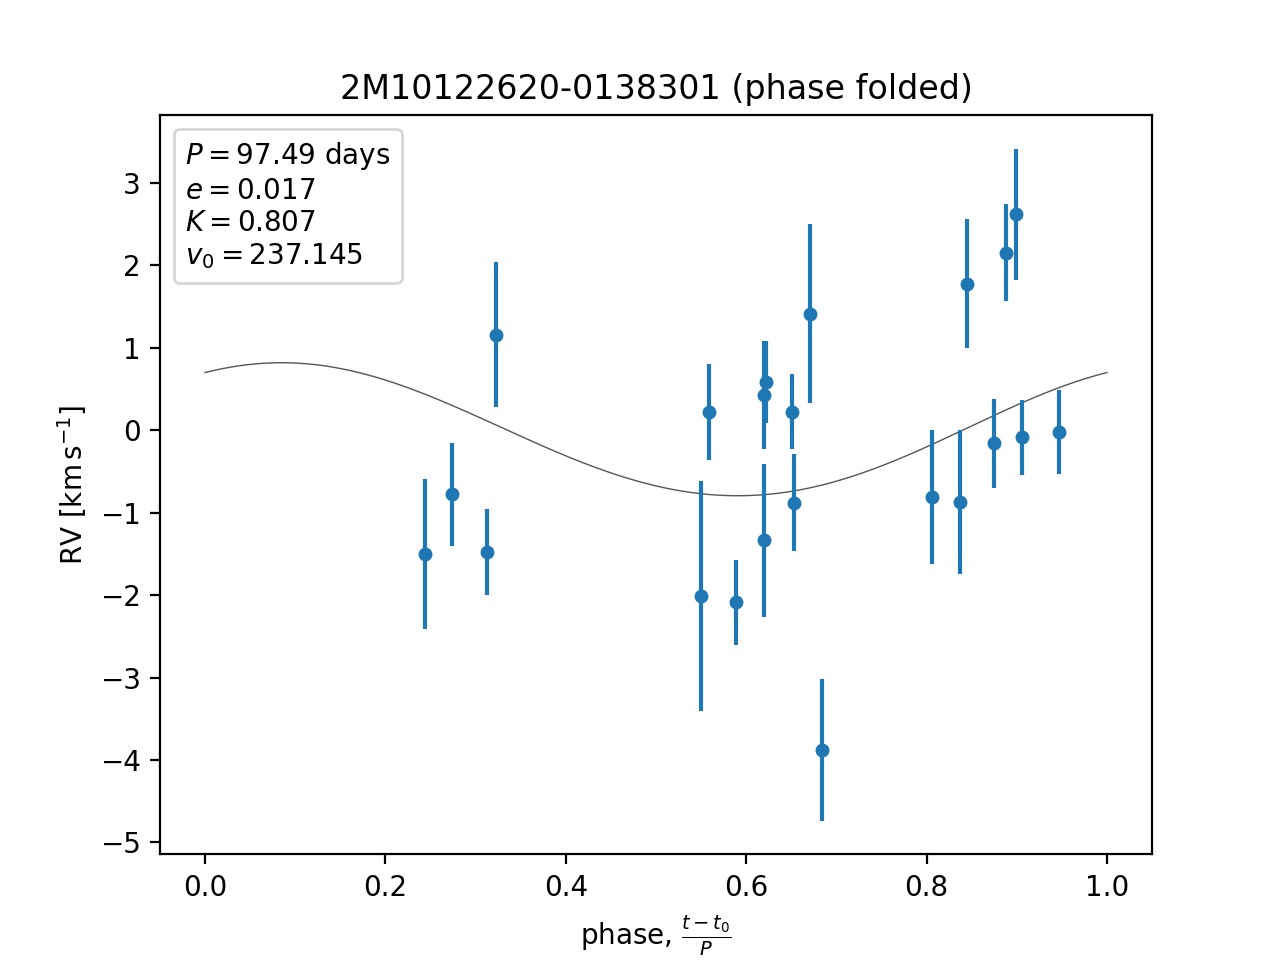 2M10122620-0138301 (phase folded)
P = 97.49 days
e = 0.017
K = 0.807
v₀ = 237.145
3
2
1
0
−1
−2
−3
−4
−5
RV [km s⁻¹]
0.0 0.2 0.4 0.6 0.8 1.0
phase, (t − t₀)/P